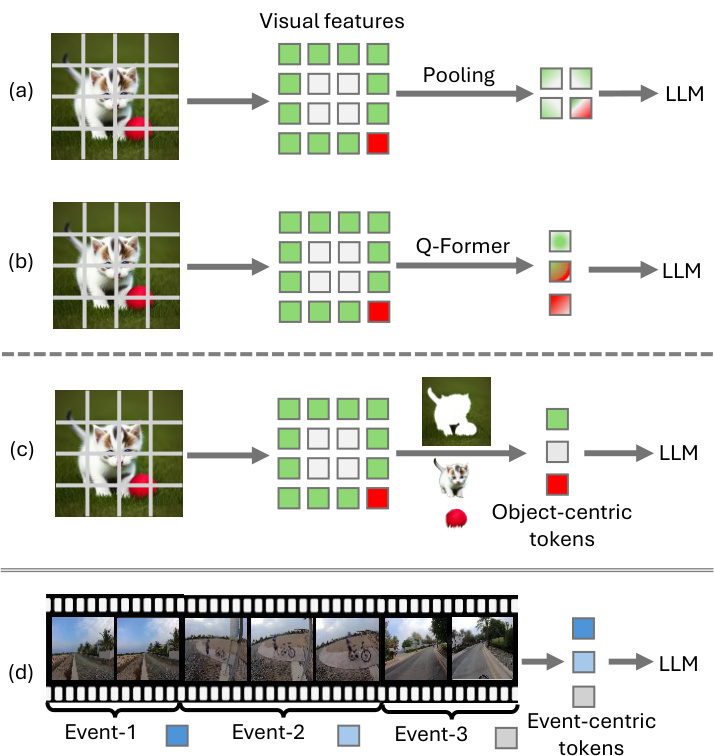 Visual features
(a)
Pooling
LLM
(b)
Q-Former
LLM
(c)
LLM
Object-centric
tokens
(d)
LLM
Event-1
Event-2
Event-3
Event-centric
tokens